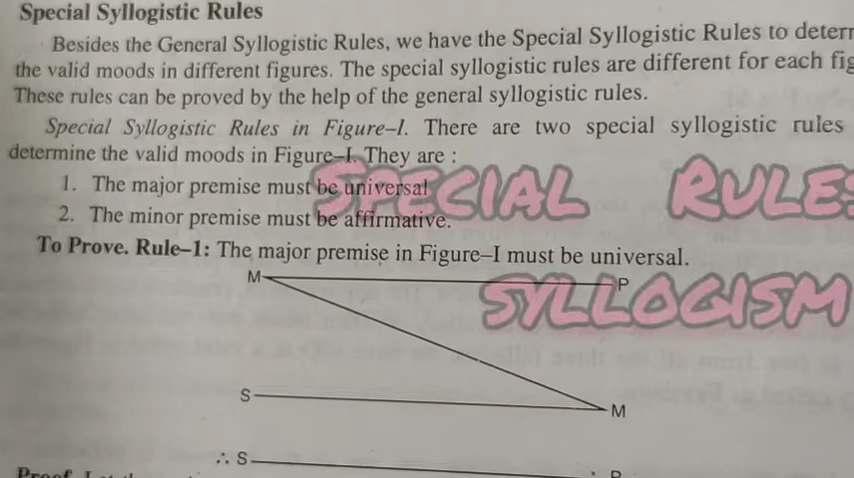 Special Syllogistic Rules
Besides the General Syllogistic Rules, we have the Special Syllogistic Rules to
the valid moods in different figures. The special syllogistic rules are different for each
These rules can be proved by the help of the general syllogistic rules.
Special Syllogistic Rules in Figure–I. There are two special syllogistic rules
determine the valid moods in Figure–I. They are :
1. The major premise must be universal
2. The minor premise must be affirmative.
SPECIAL RULES
To Prove. Rule–1: The major premise in Figure–I must be universal.
M P
SYLLOGISM
S M
∴ S P